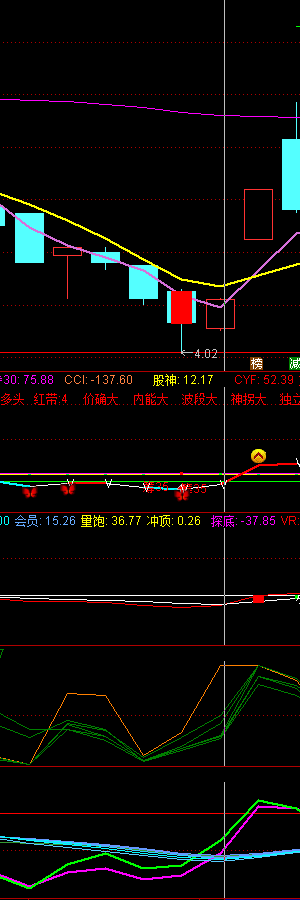 4.02
榜 减
30: 75.88 CCI: -137.60 股神: 12.17 CYF: 52.39
多头 红带:4 价确大 内能大 波段大 神拐大 独立
00 会员: 15.26 量饱: 36.77 冲顶: 0.26 探底: -37.85 VR:
7